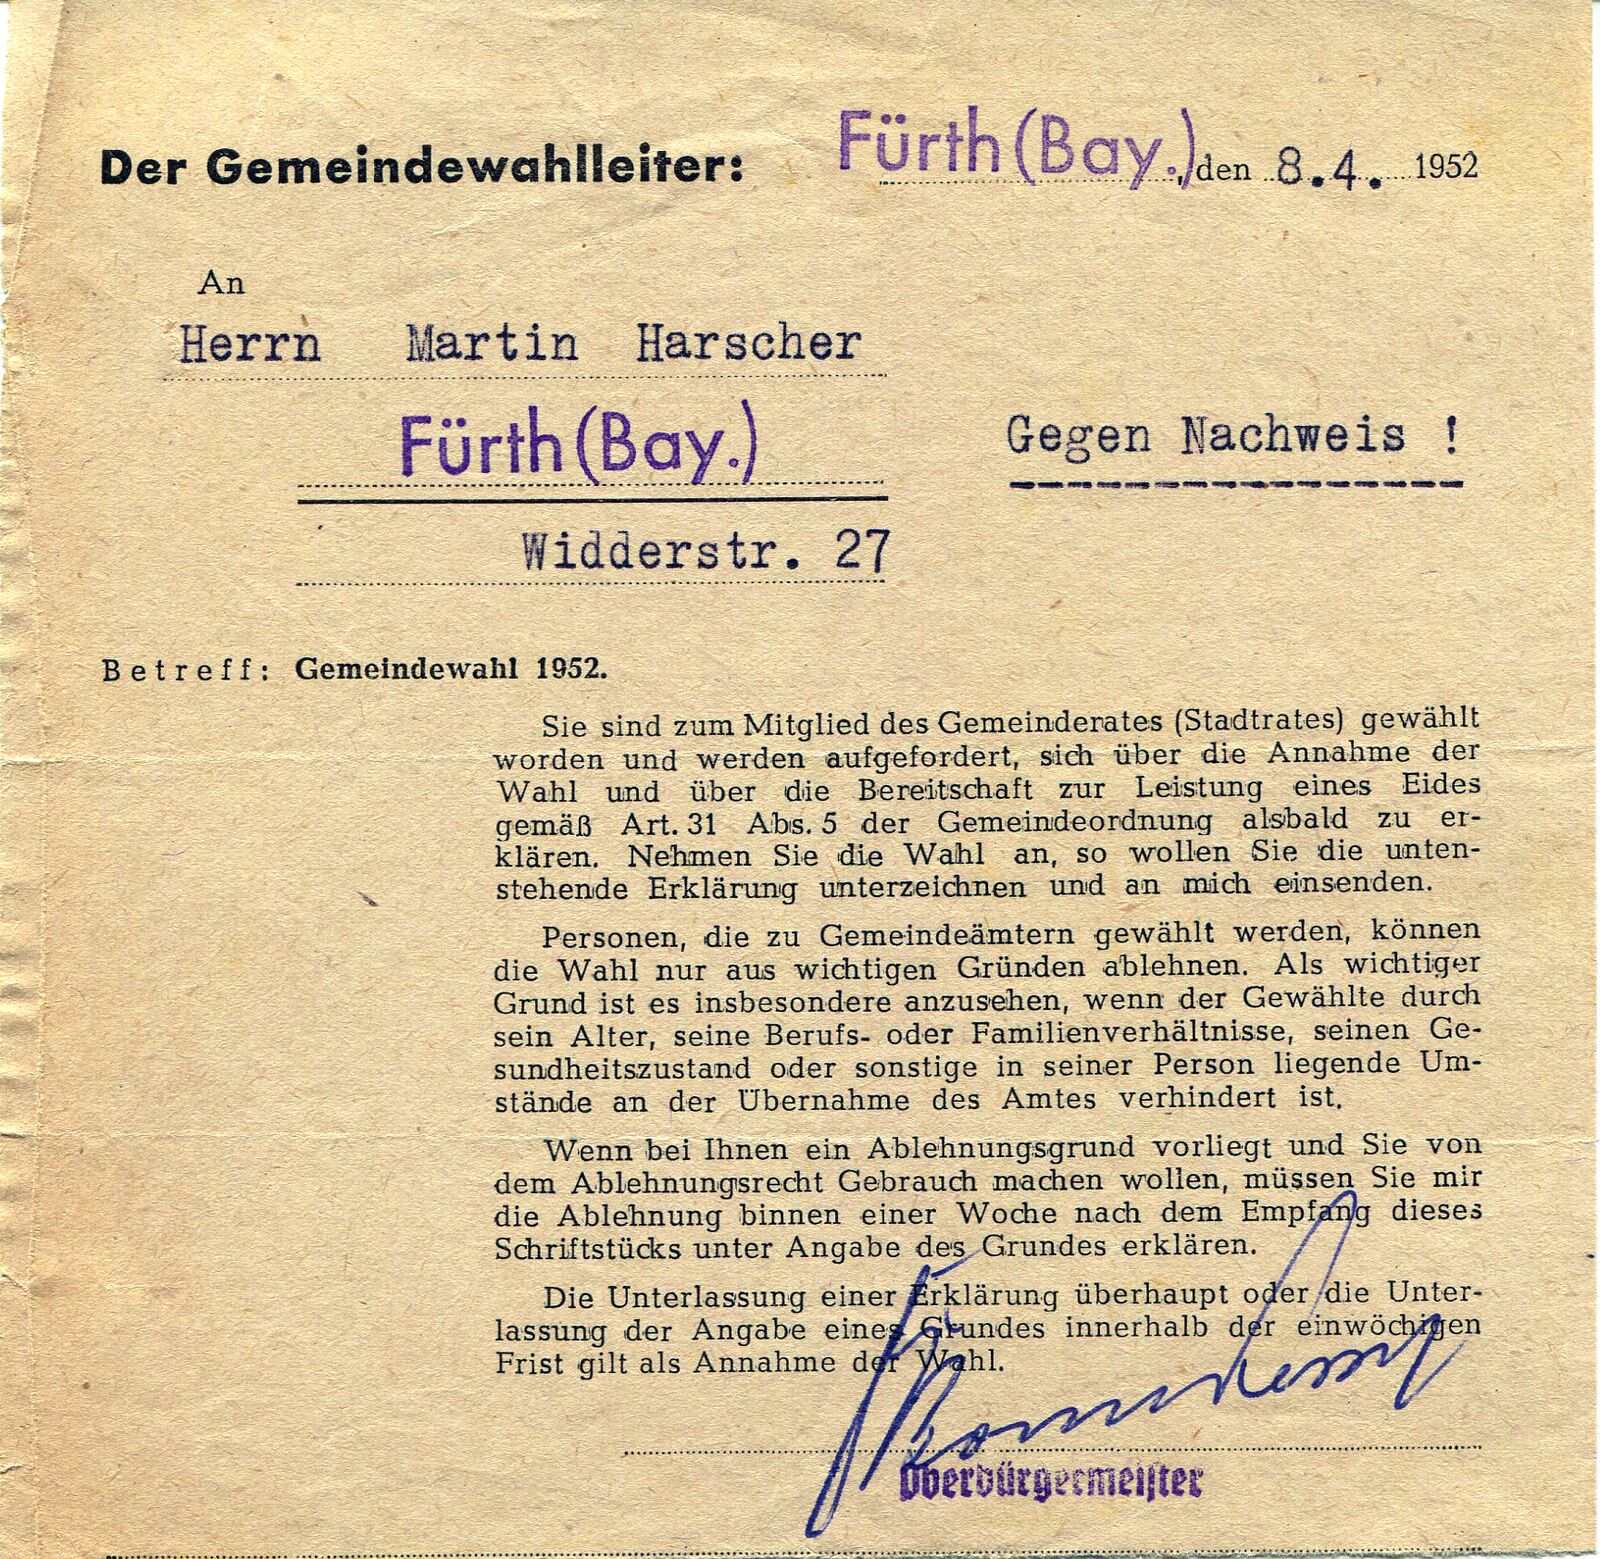 Der Gemeindewahlleiter:
Fürth (Bay.), den 8.4. 1952
An
Herrn Martin Harscher
Fürth (Bay.)
Gegen Nachweis !
Widderstr. 27
Betreff: Gemeindewahl 1952.
Sie sind zum Mitglied des Gemeinderates (Stadtrates) gewählt
worden und werden aufgefordert, sich über die Annahme der
Wahl und über die Bereitschaft zur Leistung eines Eides
gemäß Art. 31 Abs. 5 der Gemeindeordnung alsbald zu er-
klären. Nehmen Sie die Wahl an, so wollen Sie die unten-
stehende Erklärung unterzeichnen und an mich einsenden.
Personen, die zu Gemeindeämtern gewählt werden, können
die Wahl nur aus wichtigen Gründen ablehnen. Als wichtiger
Grund ist es insbesondere anzusehen, wenn der Gewählte durch
sein Alter, seine Berufs- oder Familienverhältnisse, seinen Ge-
sundheitszustand oder sonstige in seiner Person liegende Um-
stände an der Übernahme des Amtes verhindert ist.
Wenn bei Ihnen ein Ablehnungsgrund vorliegt und Sie von
dem Ablehnungsrecht Gebrauch machen wollen, müssen Sie mir
die Ablehnung binnen einer Woche nach dem Empfang dieses
Schriftstücks unter Angabe des Grundes erklären.
Die Unterlassung einer Erklärung überhaupt oder die Unter-
lassung der Angabe eines Grundes innerhalb der einwöchigen
Frist gilt als Annahme der Wahl.
Oberbürgermeister